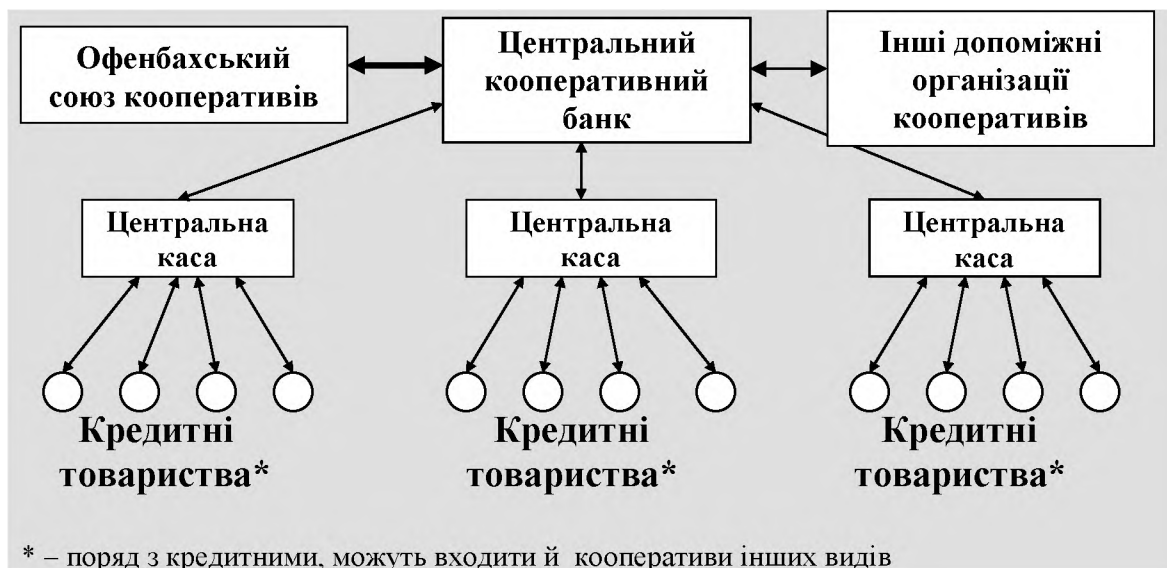 Офенбахський
союз кооперативів
Центральний
кооперативний
банк
Інші допоміжні
організації
кооперативів
Центральна
каса
Центральна
каса
Центральна
каса
Кредитні
товариства*
Кредитні
товариства*
Кредитні
товариства*
* – поряд з кредитними, можуть входити й кооперативи інших видів